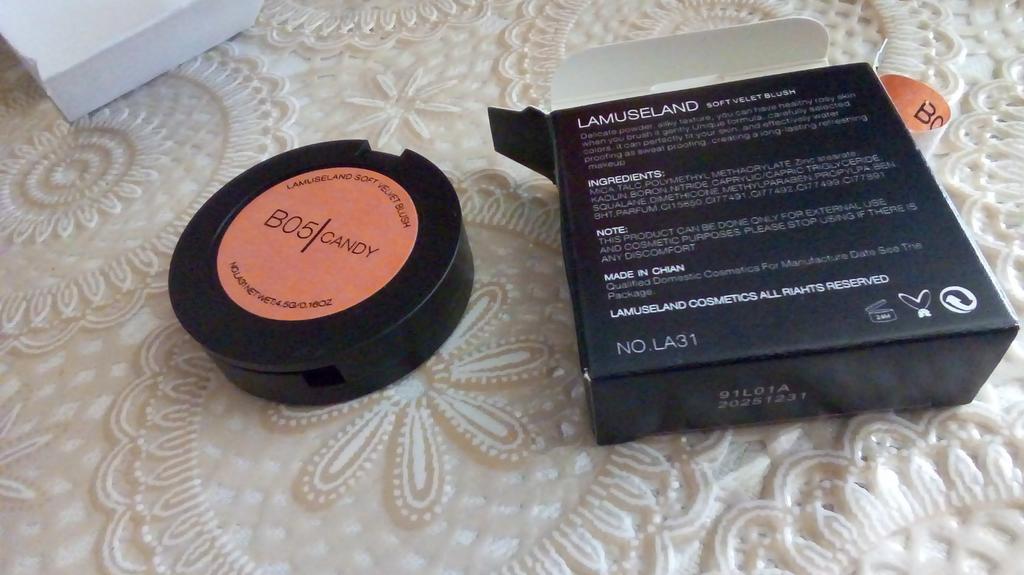 LAMUSELAND SOFT VELVET BLUSH
B05|CANDY
NO.LA31 NET WET:4.5G/0.16OZ
LAMUSELAND SOFT VELET BLUSH
Delicate powder, silky texture, you can have healthy rosy skin
when you brush it gently. Unique formula, carefully selected
colors, it can perfectly fit your skin, and effectively water
proofing as sweat proofing, creating a long-lasting refreshing
makeup
INGREDIENTS:
MICA, TALC, POLYMETHYL METHACRYLATE, Zinc stearate,
KAOLIN, BORON NITRIDE, CAPRYLIC/CAPRIC TRIGLYCERIDE,
SQUALANE, DIMETHICONE, METHYLPARABEN, PROPYLPARABEN,
BHT, PARFUM, CI15850, CI77491, CI77492, CI77499, CI77891
NOTE:
THIS PRODUCT CAN BE DONE ONLY FOR EXTERNAL USE
AND COSMETIC PURPOSES. PLEASE STOP USING IF THERE IS
ANY DISCOMFORT
MADE IN CHIAN
Qualified Domestic Cosmetics For Manufacture Date See The
Package.
LAMUSELAND COSMETICS ALL RIAHTS RESERVED
24M
NO.LA31
91L01A
20251231
B0